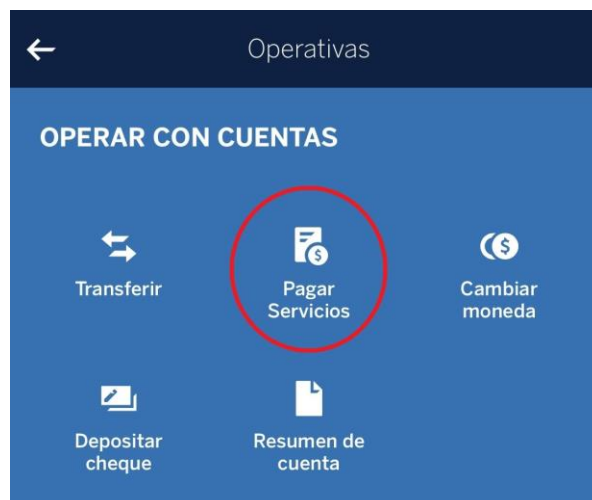 Operativas
OPERAR CON CUENTAS
Transferir
Pagar
Servicios
Cambiar
moneda
Depositar
cheque
Resumen de
cuenta